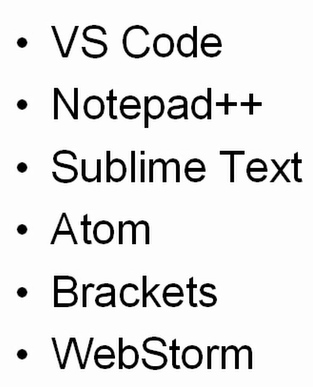 • VS Code
• Notepad++
• Sublime Text
• Atom
• Brackets
• WebStorm